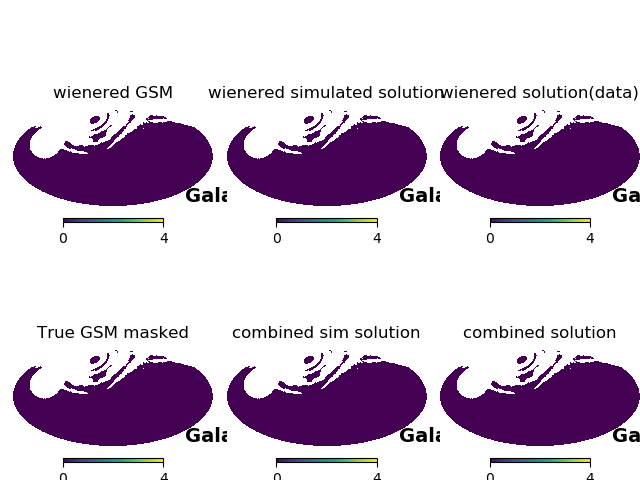 wienered GSM
wienered simulated solution
wienered solution(data)
Gala
Gala
Ga
0 4
0 4
0 4
True GSM masked
combined sim solution
combined solution
Gala
Gala
Ga
0 4
0 4
0 4